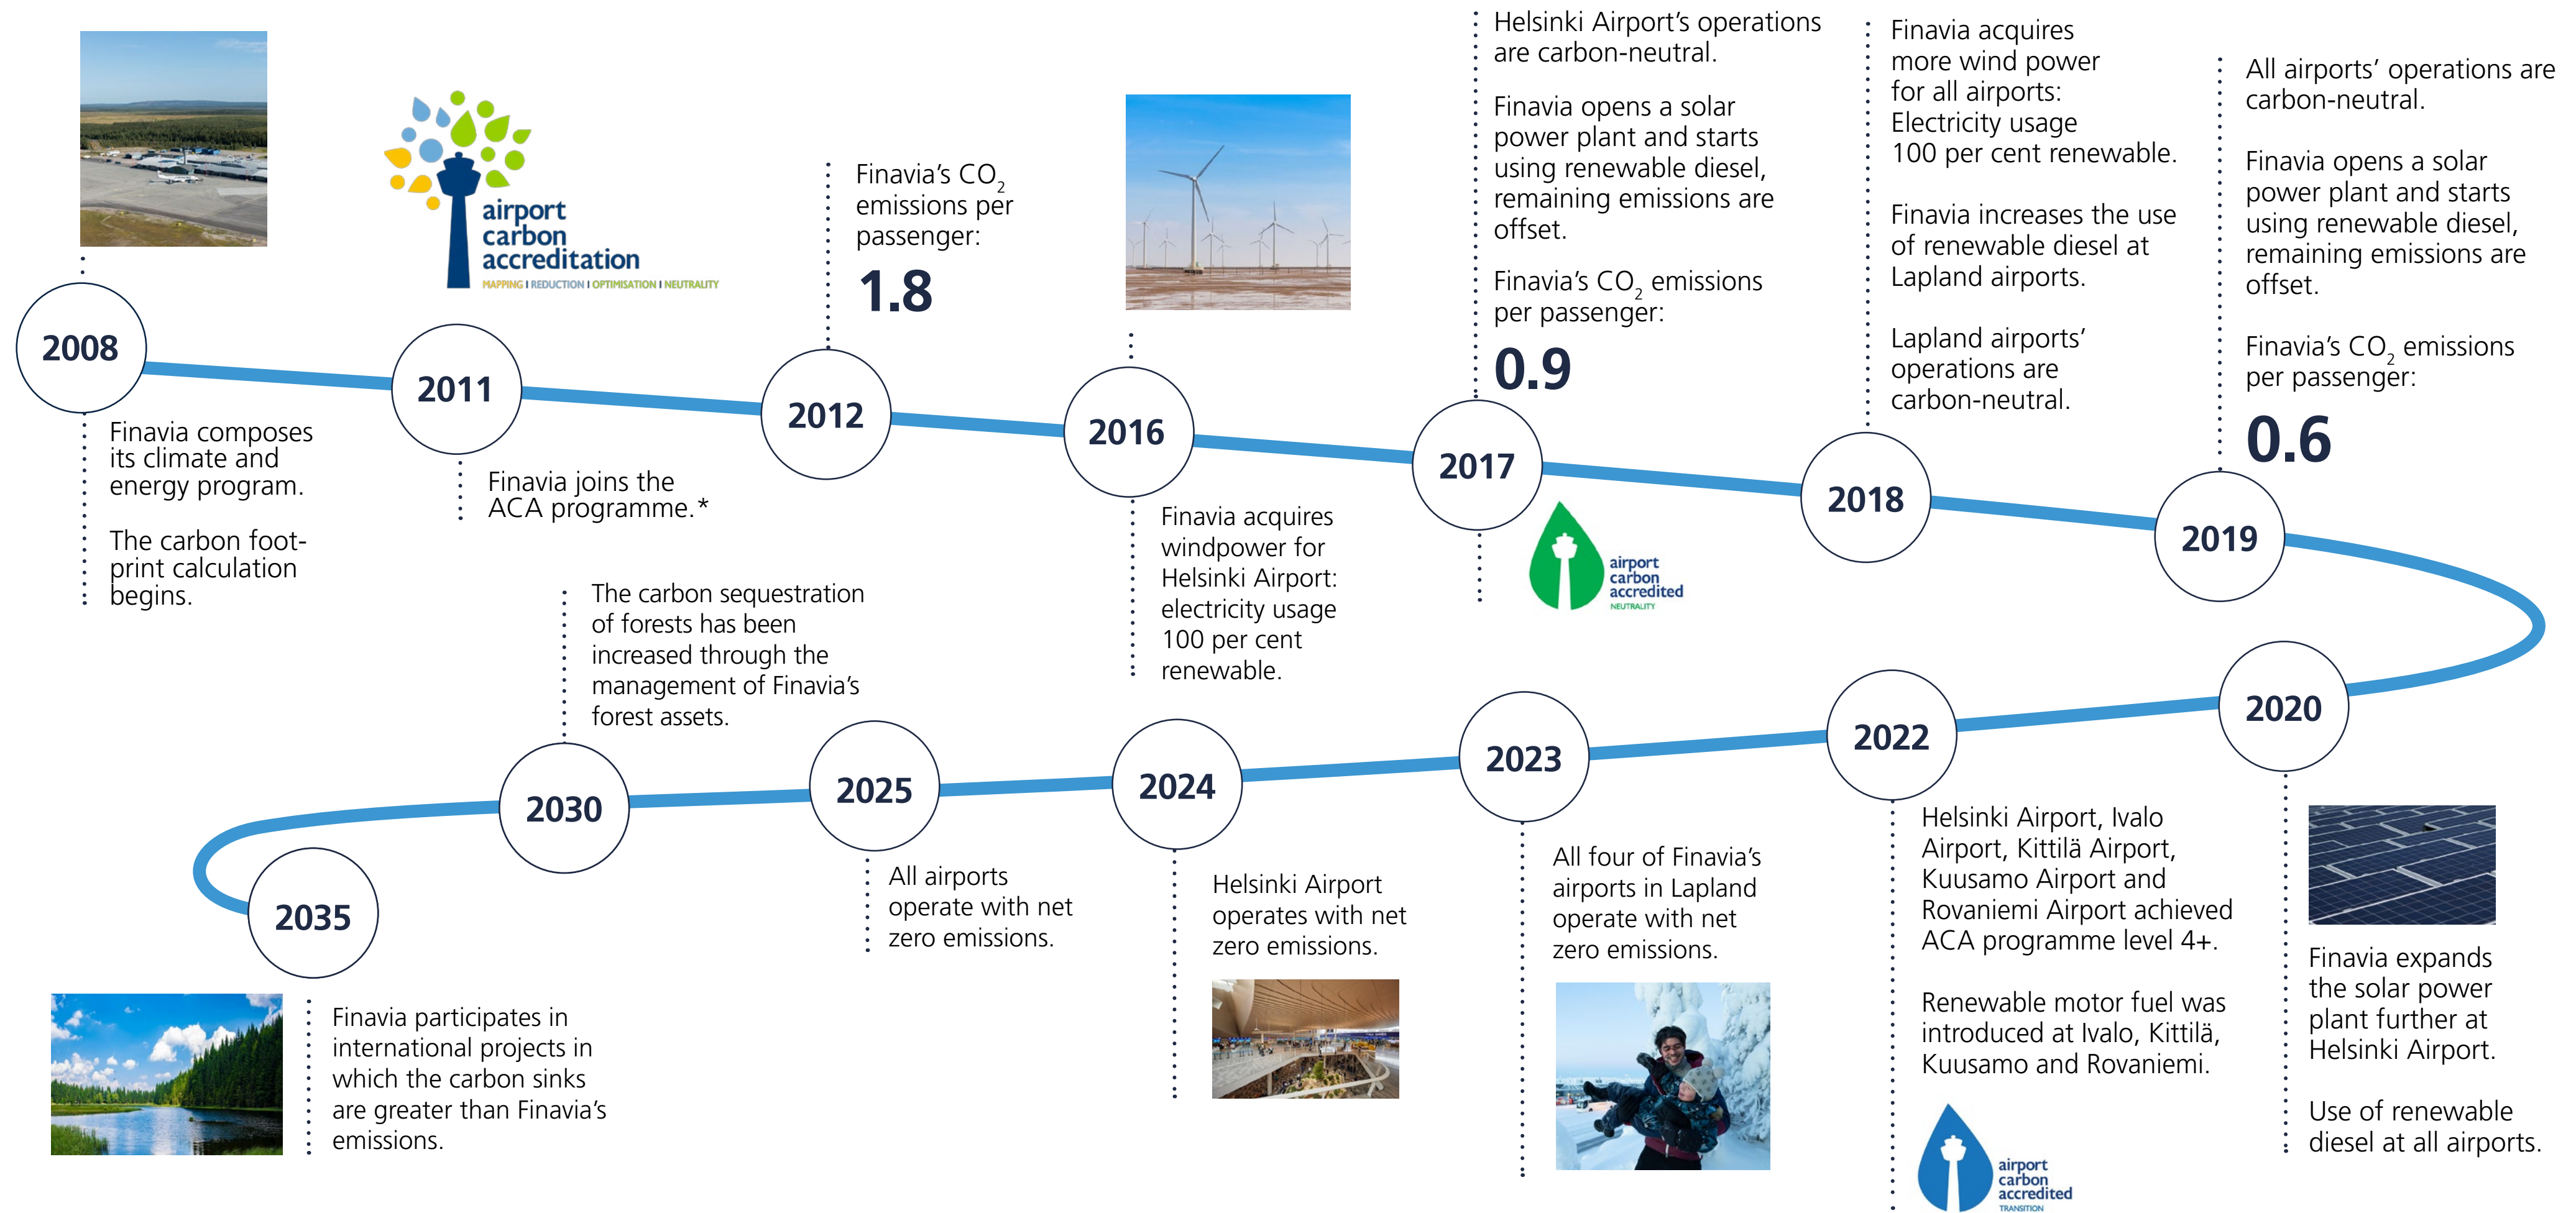 2008
Finavia composes
its climate and
energy program.
The carbon foot-
print calculation
begins.
airport
carbon
accreditation
MAPPING I REDUCTION I OPTIMISATION I NEUTRALITY
2011
Finavia joins the
ACA programme.*
Finavia's CO2
emissions per
passenger:
1.8
2012
2016
Finavia acquires
windpower for
Helsinki Airport:
electricity usage
100 per cent
renewable.
Helsinki Airport's operations
are carbon-neutral.
Finavia opens a solar
power plant and starts
using renewable diesel,
remaining emissions are
offset.
Finavia's CO2 emissions
per passenger:
0.9
2017
airport
carbon
accredited
NEUTRALITY
Finavia acquires
more wind power
for all airports:
Electricity usage
100 per cent renewable.
Finavia increases the use
of renewable diesel at
Lapland airports.
Lapland airports'
operations are
carbon-neutral.
2018
All airports' operations are
carbon-neutral.
Finavia opens a solar
power plant and starts
using renewable diesel,
remaining emissions are
offset.
Finavia's CO2 emissions
per passenger:
0.6
2019
2020
Finavia expands
the solar power
plant further at
Helsinki Airport.
Use of renewable
diesel at all airports.
2022
Helsinki Airport, Ivalo
Airport, Kittilä Airport,
Kuusamo Airport and
Rovaniemi Airport achieved
ACA programme level 4+.
Renewable motor fuel was
introduced at Ivalo, Kittilä,
Kuusamo and Rovaniemi.
airport
carbon
accredited
TRANSITION
2023
All four of Finavia's
airports in Lapland
operate with net
zero emissions.
2024
Helsinki Airport
operates with net
zero emissions.
2025
All airports
operate with net
zero emissions.
The carbon sequestration
of forests has been
increased through the
management of Finavia's
forest assets.
2030
2035
Finavia participates in
international projects in
which the carbon sinks
are greater than Finavia's
emissions.